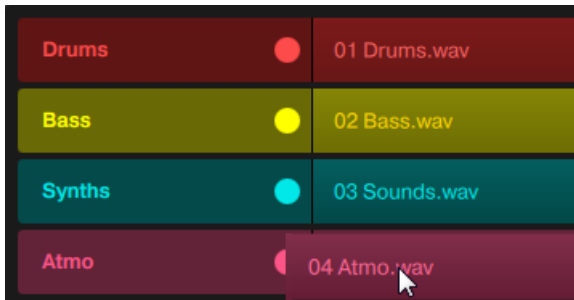 Drums 01 Drums.wav
Bass 02 Bass.wav
Synths 03 Sounds.wav
Atmo 04 Atmo.wav